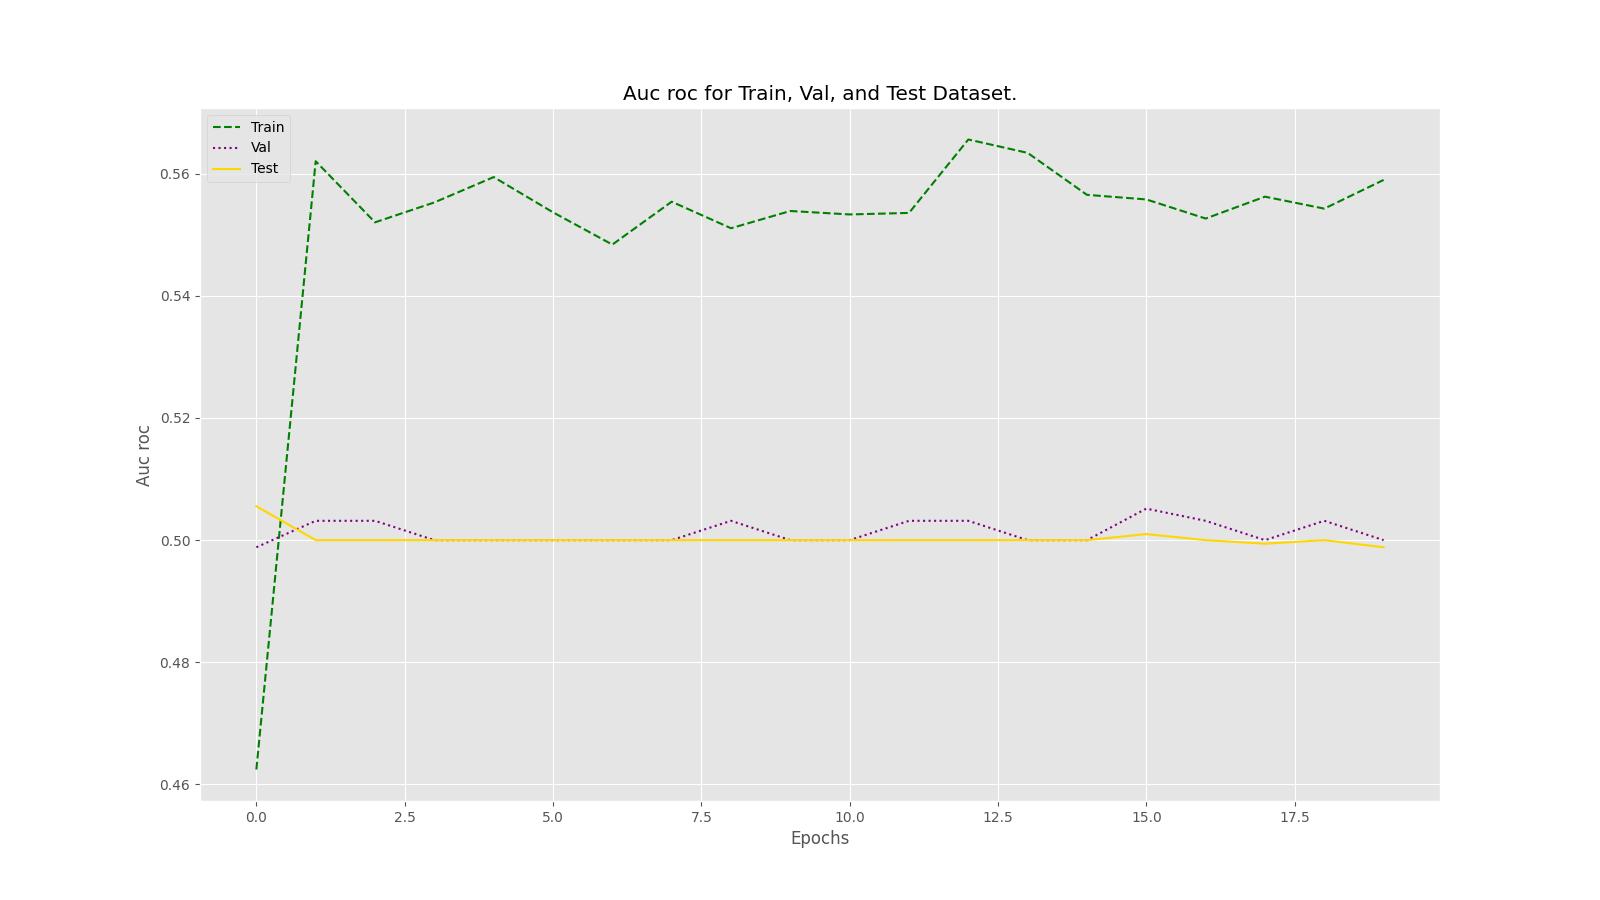 Auc roc for Train, Val, and Test Dataset.
Train
Val
Test
0.56
0.54
0.52
0.50
0.48
0.46
Auc roc
0.0 2.5 5.0 7.5 10.0 12.5 15.0 17.5
Epochs